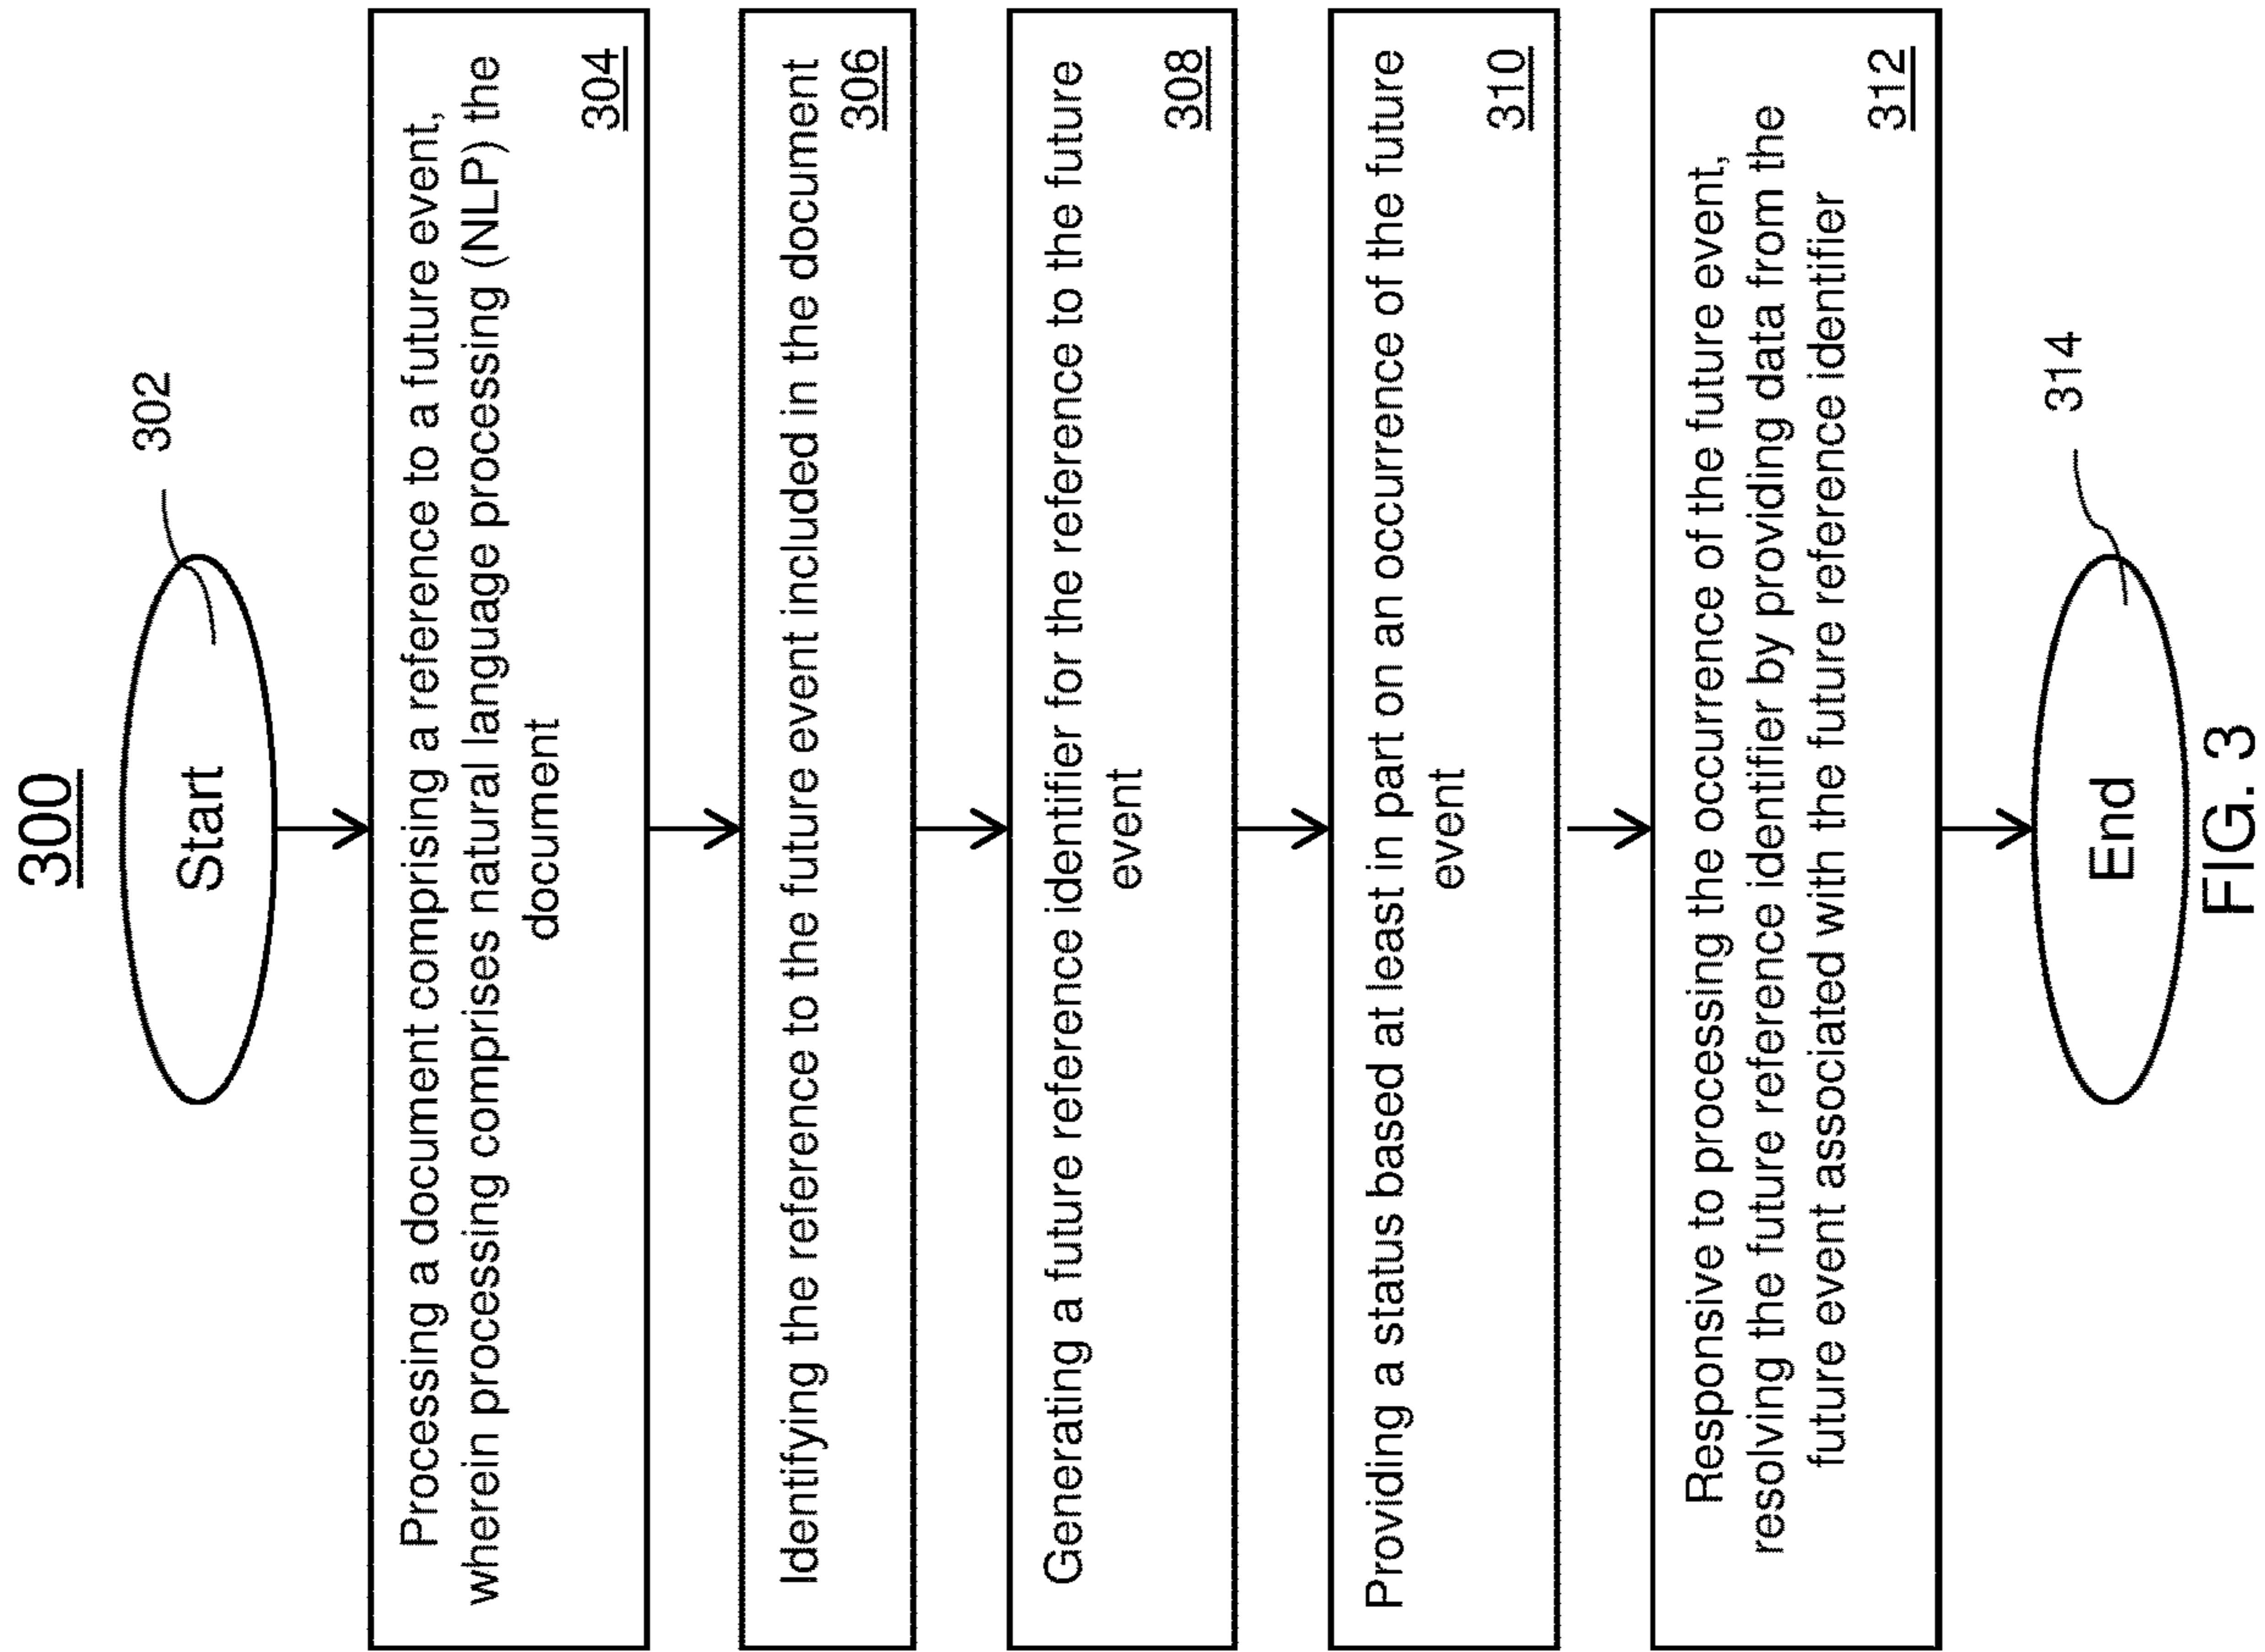 300
302
Start
Processing a document comprising a reference to a future event,
wherein processing comprises natural language processing (NLP) the
document
304
Identifying the reference to the future event included in the document
306
Generating a future reference identifier for the reference to the future
event
308
Providing a status based at least in part on an occurrence of the future
event
310
Responsive to processing the occurrence of the future event,
resolving the future reference identifier by providing data from the
future event associated with the future reference identifier
312
314
End
FIG. 3